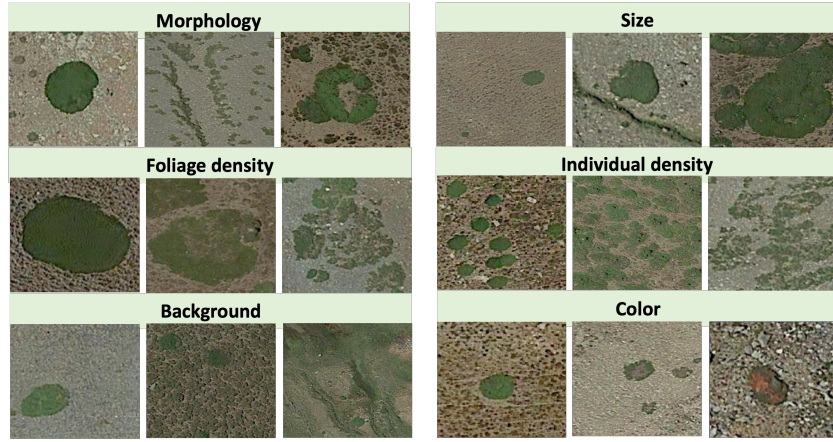 Morphology
Size
Foliage density
Individual density
Background
Color